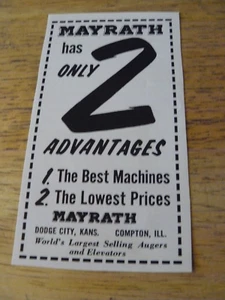 MAYRATH
has
ONLY 2
ADVANTAGES
1. The Best Machines
2. The Lowest Prices
MAYRATH
DODGE CITY, KANS. COMPTON, ILL.
World's Largest Selling Augers
and Elevators